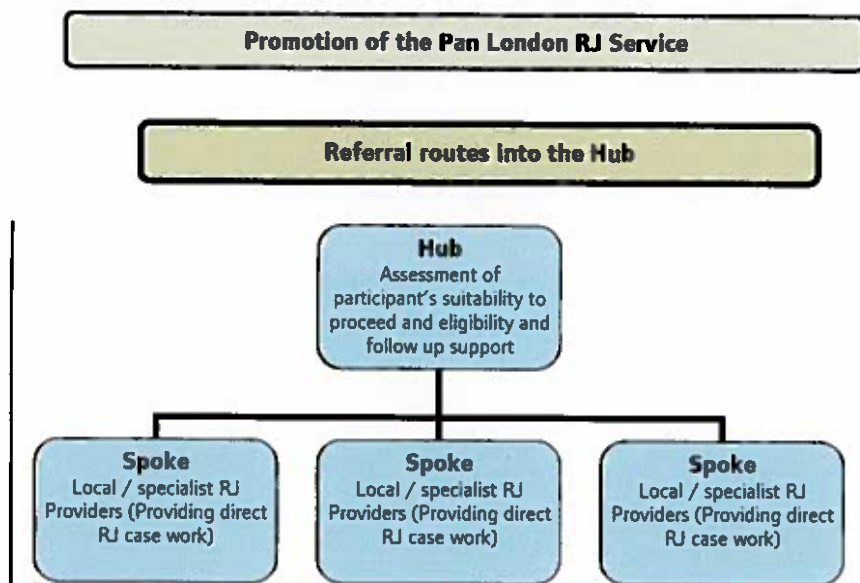 Promotion of the Pan London RJ Service
Referral routes into the Hub
Hub
Assessment of
participant's suitability to
proceed and eligibility and
follow up support
Spoke
Local / specialist RJ
Providers (Providing direct
RJ case work)
Spoke
Local / specialist RJ
Providers (Providing direct
RJ case work)
Spoke
Local / specialist RJ
Providers (Providing direct
RJ case work)